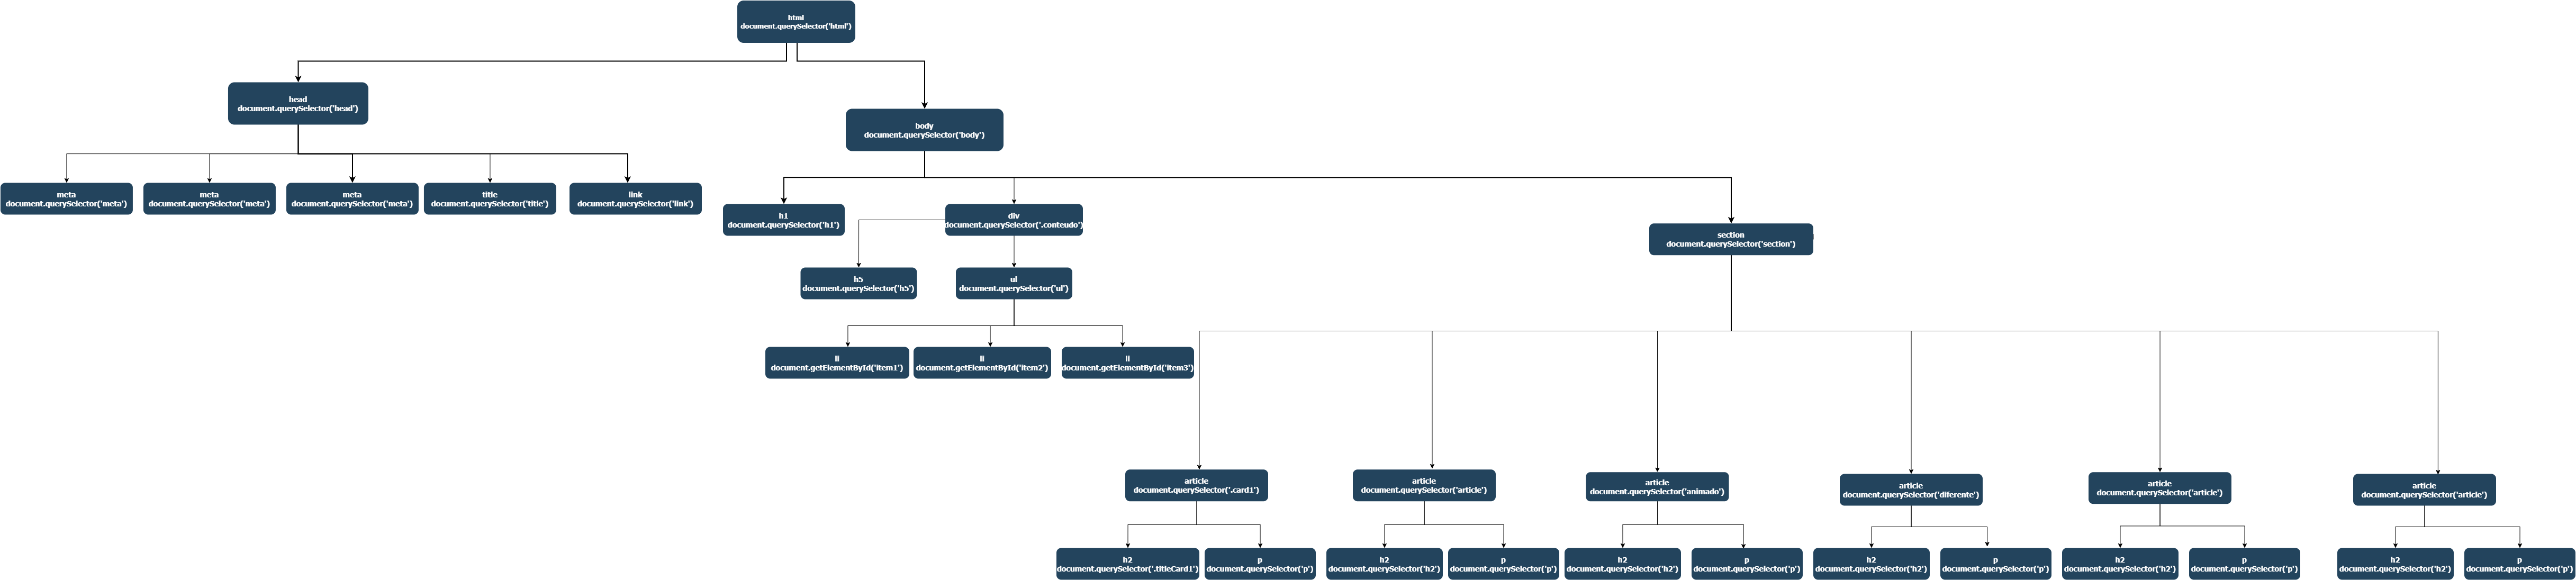 html
document.querySelector('html')
head
document.querySelector('head')
body
document.querySelector('body')
meta
document.querySelector('meta')
meta
document.querySelector('meta')
meta
document.querySelector('meta')
title
document.querySelector('title')
link
document.querySelector('link')
h1
document.querySelector('h1')
div
document.querySelector('.conteudo')
section
document.querySelector('section')
h5
document.querySelector('h5')
ul
document.querySelector('ul')
li
document.getElementById('item1')
li
document.getElementById('item2')
li
document.getElementById('item3')
article
document.querySelector('.card1')
article
document.querySelector('article')
article
document.querySelector('animado')
article
document.querySelector('diferente')
article
document.querySelector('article')
article
document.querySelector('article')
h2
document.querySelector('.titleCard1')
p
document.querySelector('p')
h2
document.querySelector('h2')
p
document.querySelector('p')
h2
document.querySelector('h2')
p
document.querySelector('p')
h2
document.querySelector('h2')
p
document.querySelector('p')
h2
document.querySelector('h2')
p
document.querySelector('p')
h2
document.querySelector('h2')
p
document.querySelector('p')